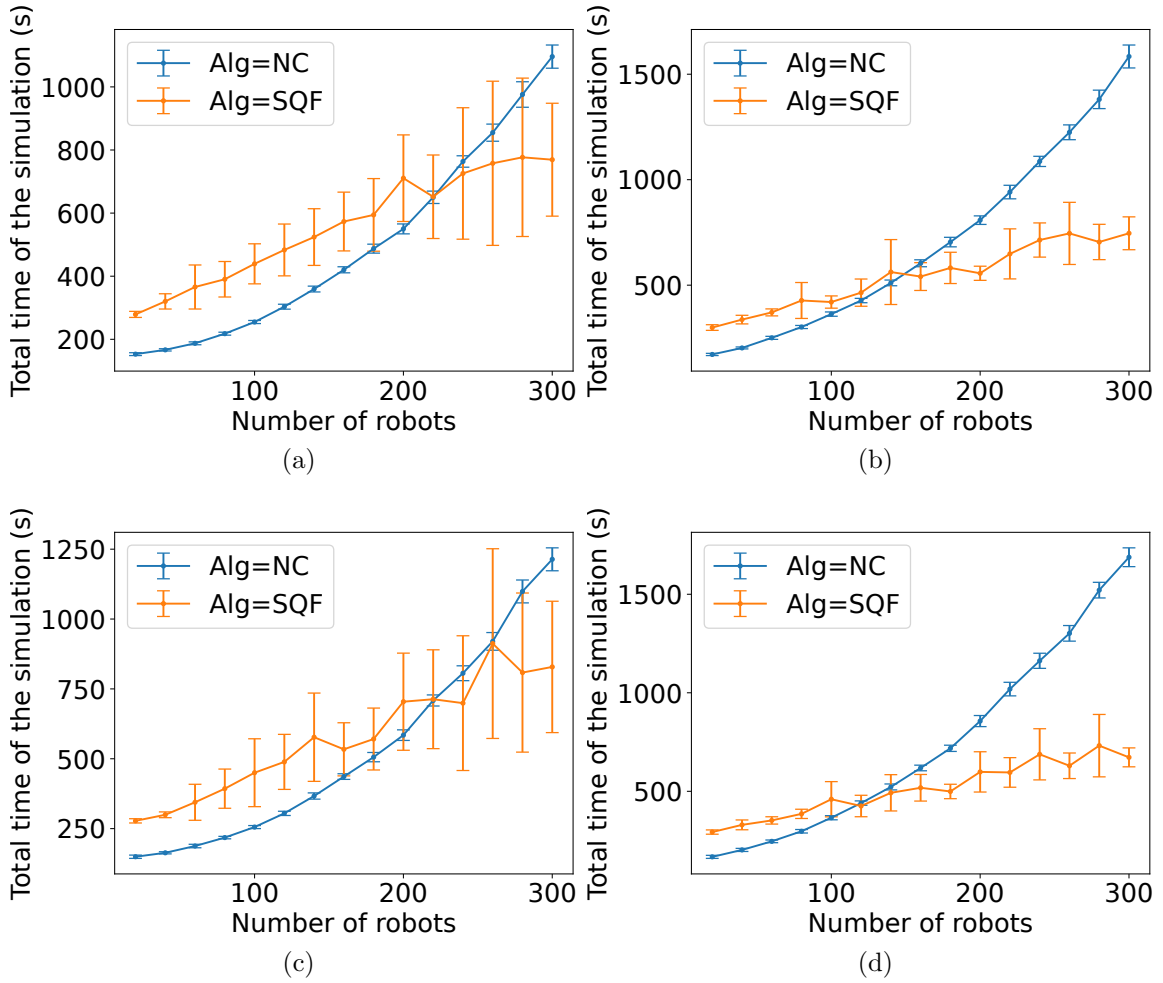 Total time of the simulation (s)
1000
800
600
400
200
Alg=NC
Alg=SQF
100
200
300
Number of robots
(a)
Total time of the simulation (s)
1500
1000
500
Alg=NC
Alg=SQF
100
200
300
Number of robots
(b)
Total time of the simulation (s)
1250
1000
750
500
250
Alg=NC
Alg=SQF
100
200
300
Number of robots
(c)
Total time of the simulation (s)
1500
1000
500
Alg=NC
Alg=SQF
100
200
300
Number of robots
(d)